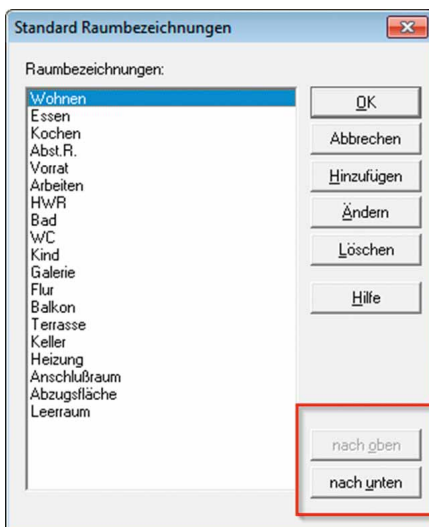 Standard Raumbezeichnungen
Raumbezeichnungen:
Wohnen
Essen
Kochen
Abst.R.
Vorrat
Arbeiten
HWR
Bad
WC
Kind
Galerie
Flur
Balkon
Terrasse
Keller
Heizung
Anschlußraum
Abzugsfläche
Leerraum
OK
Abbrechen
Hinzufügen
Ändern
Löschen
Hilfe
nach oben
nach unten